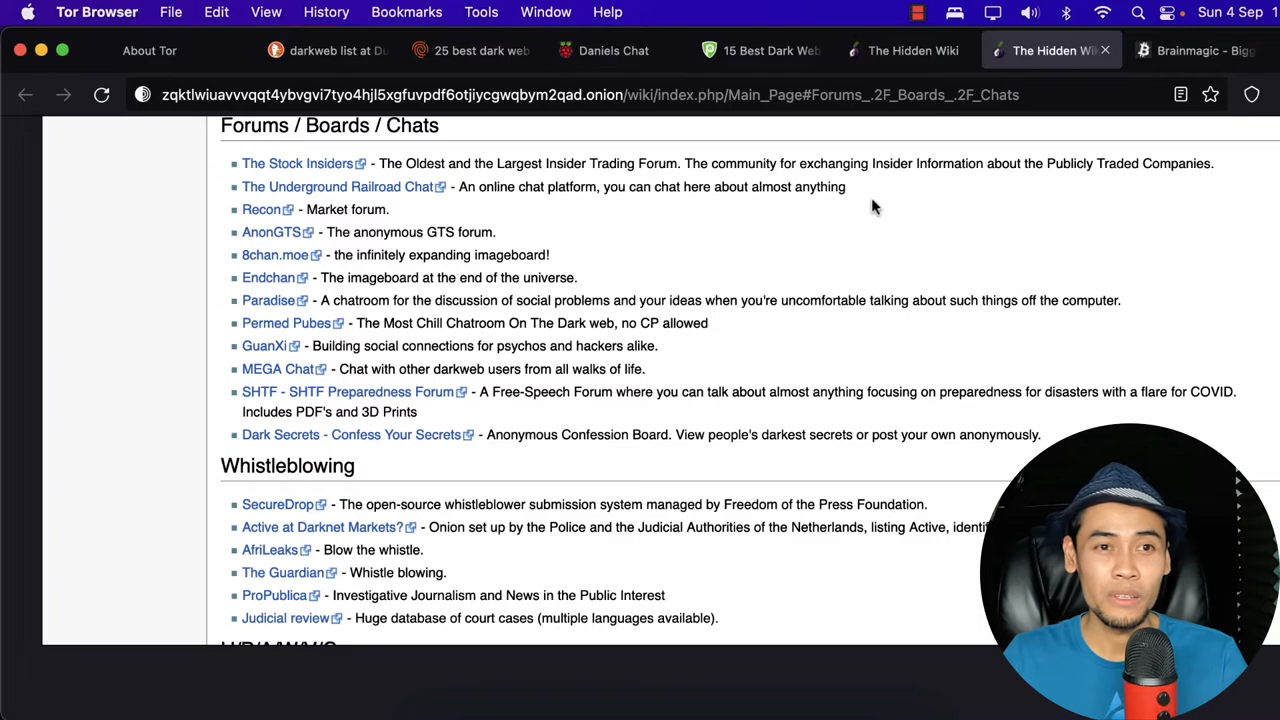 Tor Browser File Edit View History Bookmarks Tools Window Help Sun 4 Sep 1
About Tor darkweb list at Du 25 best dark web Daniels Chat 15 Best Dark Web The Hidden Wiki The Hidden Wik Brainmagic - Bigg
zqktlwiuavvvqqt4ybvgvi7tyo4hjl5xgfuvpdf6otjiycgwqbym2qad.onion/wiki/index.php/Main_Page#Forums_.2F_Boards_.2F_Chats
Forums / Boards / Chats
The Stock Insiders - The Oldest and the Largest Insider Trading Forum. The community for exchanging Insider Information about the Publicly Traded Companies.
The Underground Railroad Chat - An online chat platform, you can chat here about almost anything
Recon - Market forum.
AnonGTS - The anonymous GTS forum.
8chan.moe - the infinitely expanding imageboard!
Endchan - The imageboard at the end of the universe.
Paradise - A chatroom for the discussion of social problems and your ideas when you're uncomfortable talking about such things off the computer.
Permed Pubes - The Most Chill Chatroom On The Dark web, no CP allowed
GuanXi - Building social connections for psychos and hackers alike.
MEGA Chat - Chat with other darkweb users from all walks of life.
SHTF - SHTF Preparedness Forum - A Free-Speech Forum where you can talk about almost anything focusing on preparedness for disasters with a flare for COVID.
Includes PDF's and 3D Prints
Dark Secrets - Confess Your Secrets - Anonymous Confession Board. View people's darkest secrets or post your own anonymously.
Whistleblowing
SecureDrop - The open-source whistleblower submission system managed by Freedom of the Press Foundation.
Active at Darknet Markets? - Onion set up by the Police and the Judicial Authorities of the Netherlands, listing Active, identif
AfriLeaks - Blow the whistle.
The Guardian - Whistle blowing.
ProPublica - Investigative Journalism and News in the Public Interest
Judicial review - Huge database of court cases (multiple languages available).